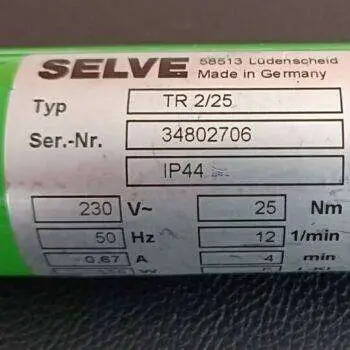 SELVE 58513 Lüdenscheid
Made in Germany
Typ TR 2/25
Ser.-Nr. 34802706
IP44
230 V~ 25 Nm
50 Hz 12 1/min
0,67 A 4 min
W